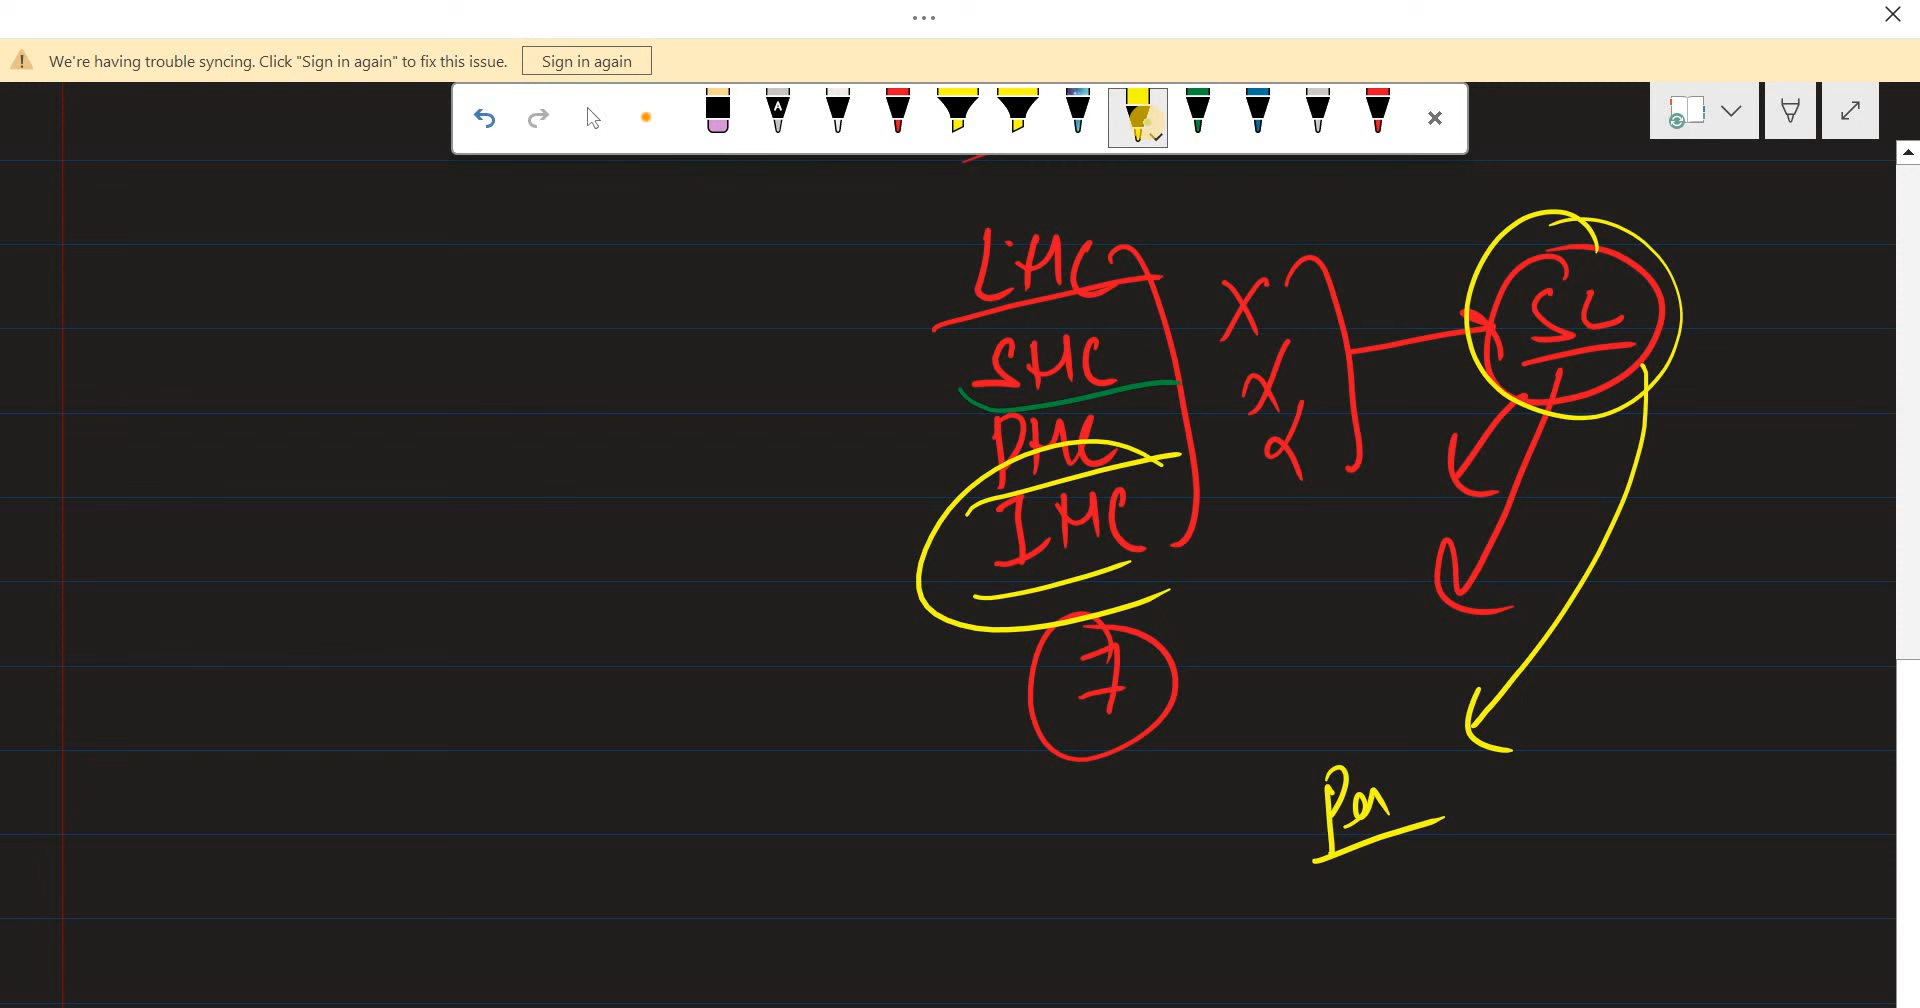 ...
We're having trouble syncing. Click "Sign in again" to fix this issue. Sign in again
A
LMC
SMC
PMC
IMC
7
X
X
X
SC
Per